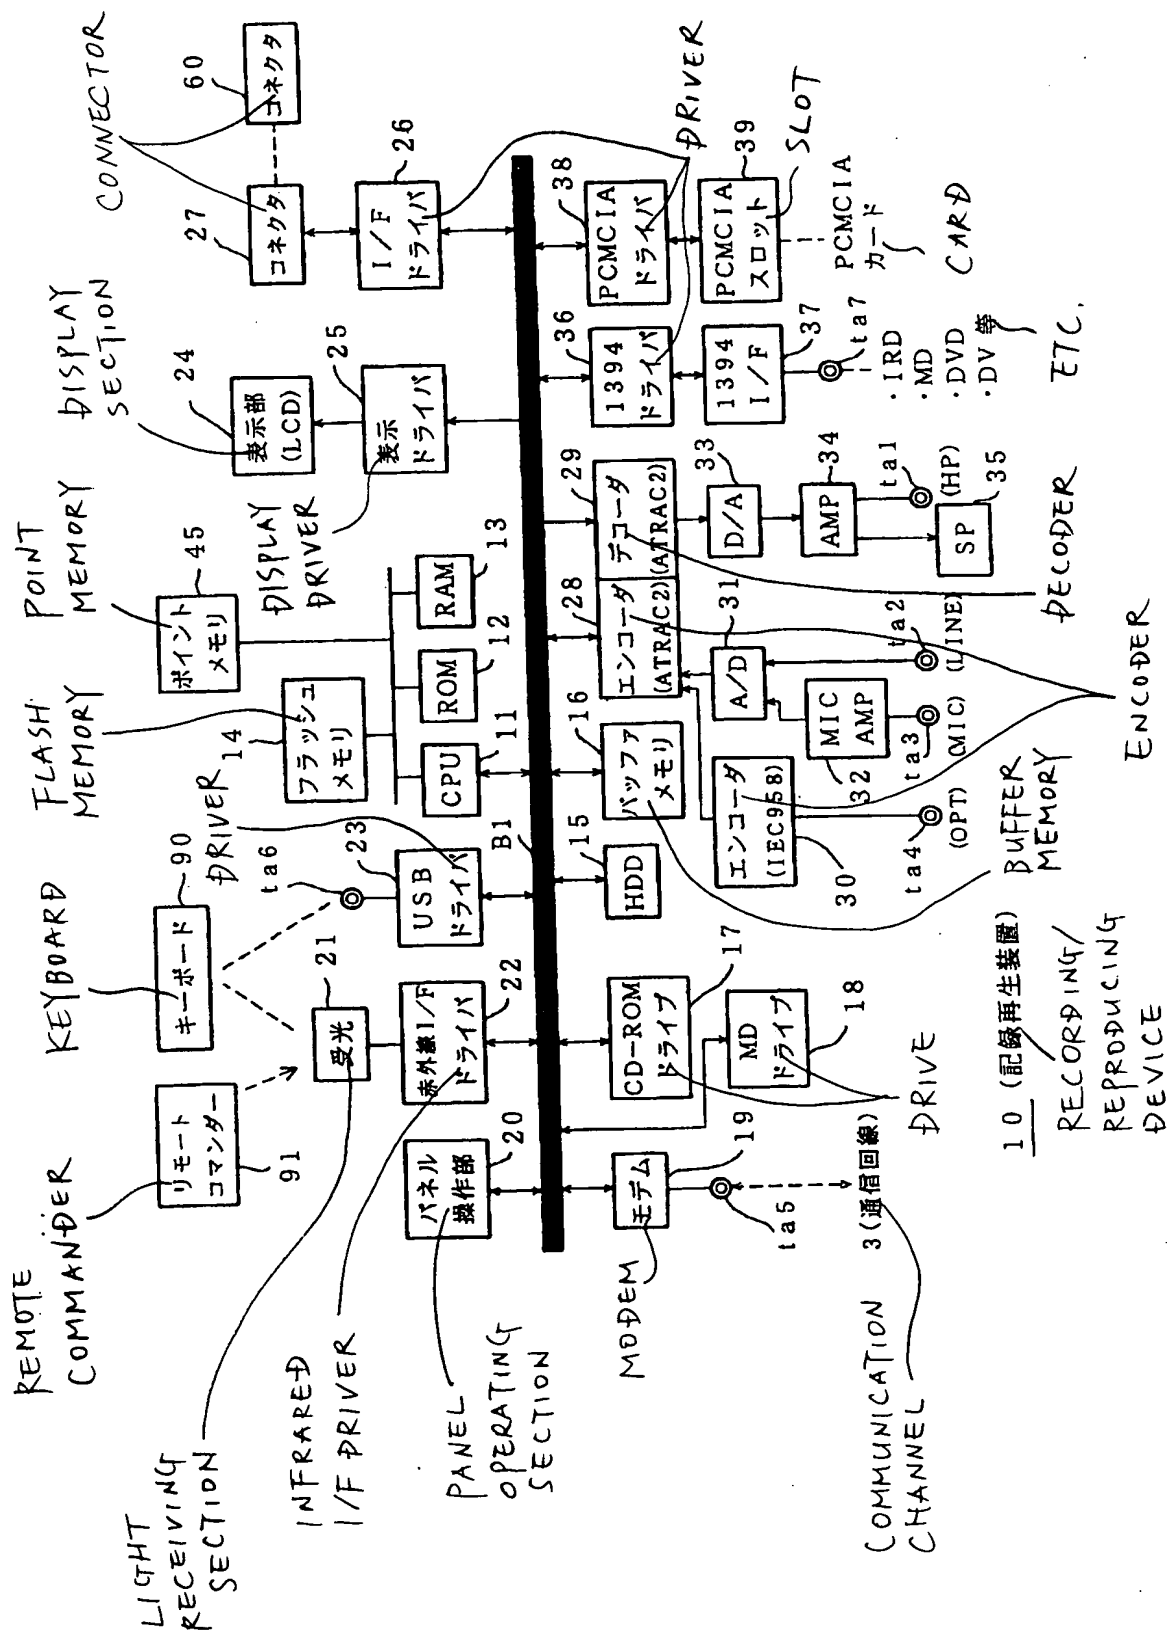 REMOTE
COMMANDER
KEYBOARD
FLASH
MEMORY
POINT
MEMORY
DISPLAY
SECTION
CONNECTOR
リモート
コマンダー
91
キーボード
90
ポイント
メモリ
45
24
表示部
(LCD)
27
コネクタ
60
コネクタ
LIGHT
RECEIVING
SECTION
DRIVER
ta6
14
フラッシュ
メモリ
DISPLAY
DRIVER
受光
21
INFRARED
I/F DRIVER
23
USB
ドライバ
CPU
11
ROM
12
RAM
13
25
表示
ドライバ
26
I/F
ドライバ
PANEL
OPERATING
SECTION
パネル
操作部
20
赤外線I/F
ドライバ
22
B1
MODEM
モデム
19
CD-ROM
ドライブ
17
MD
ドライブ
18
HDD
15
バッファ
メモリ
16
エンコーダ
(ATRAC2)
28
デコーダ
(ATRAC2)
29
1394
ドライバ
36
PCMCIA
ドライバ
38
DRIVER
ta5
3(通信回線)
COMMUNICATION
CHANNEL
DRIVE
エンコーダ
(IEC958)
30
A/D
31
D/A
33
1394
I/F
37
PCMCIA
スロット
39
SLOT
MIC
AMP
32
AMP
34
ta4
(OPT)
ta3
(MIC)
ta2
(LINE)
ta1
(HP)
SP
35
ta7
・IRD
・MD
・DVD
・DV等
ETC.
PCMCIA
カード
CARD
BUFFER
MEMORY
ENCODER
DECODER
10 (記録再生装置)
RECORDING/
REPRODUCING
DEVICE